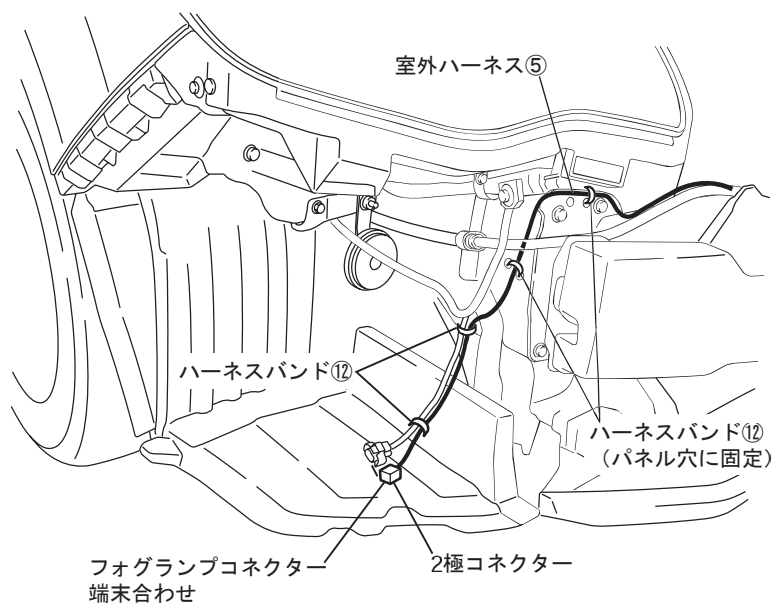 室外ハーネス⑤
ハーネスバンド⑫
ハーネスバンド⑫
（パネル穴に固定）
フォグランプコネクター
端末合わせ
2極コネクター